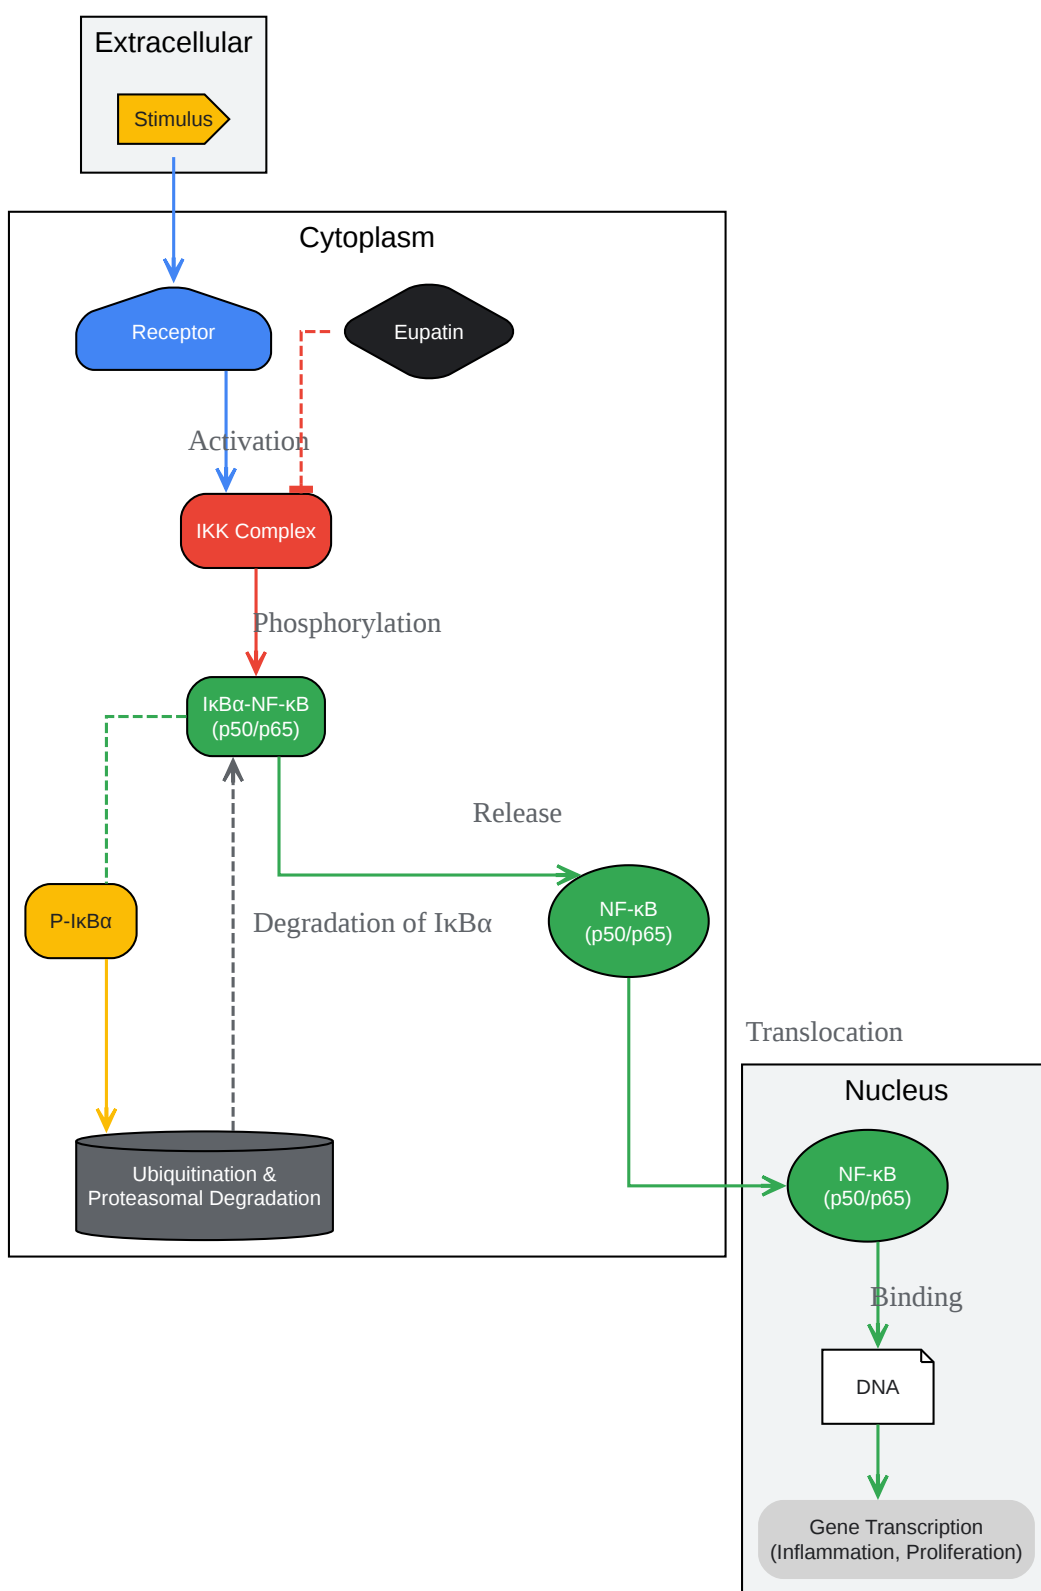 Extracellular
Stimulus
Cytoplasm
Receptor
Eupatin
Activation
IKK Complex
Phosphorylation
IκBα-NF-κB
(p50/p65)
Release
P-IκBα
Degradation of IκBα
NF-κB
(p50/p65)
Translocation
Nucleus
Ubiquitination &
Proteasomal Degradation
NF-κB
(p50/p65)
Binding
DNA
Gene Transcription
(Inflammation, Proliferation)